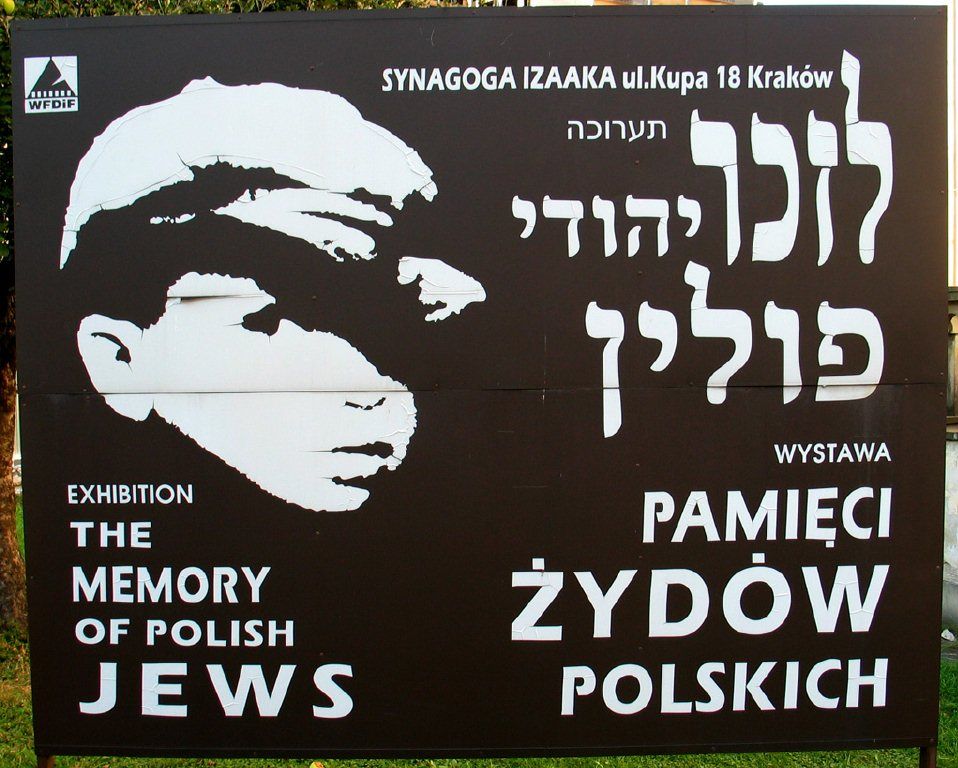 WFDiF
SYNAGOGA IZAAKA ul.Kupa 18 Kraków
תערוכה
לזכר
יהודי
פולין
EXHIBITION
THE
MEMORY
OF POLISH
JEWS
WYSTAWA
PAMIĘCI
ŻYDÓW
POLSKICH